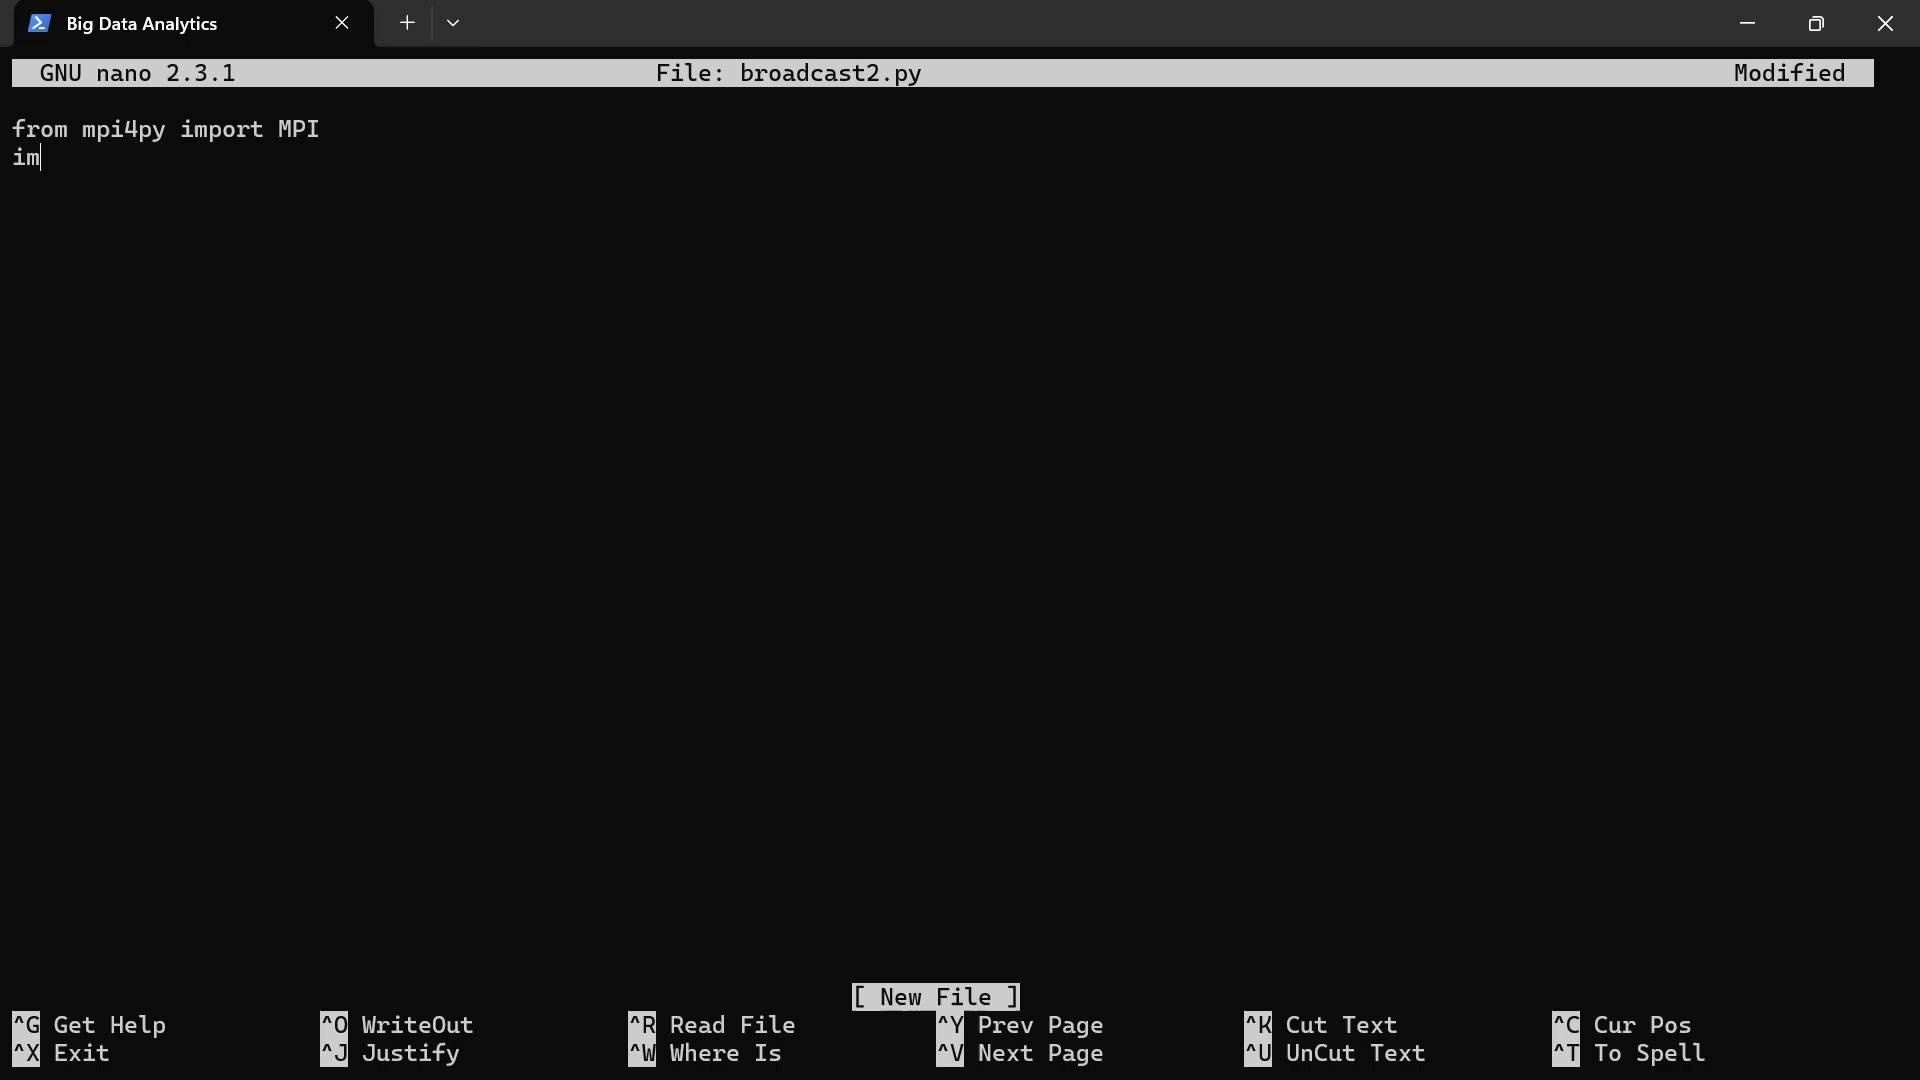 Big Data Analytics
GNU nano 2.3.1 File: broadcast2.py Modified
from mpi4py import MPI
im
[ New File ]
^G Get Help ^O WriteOut ^R Read File ^Y Prev Page ^K Cut Text ^C Cur Pos
^X Exit ^J Justify ^W Where Is ^V Next Page ^U UnCut Text ^T To Spell